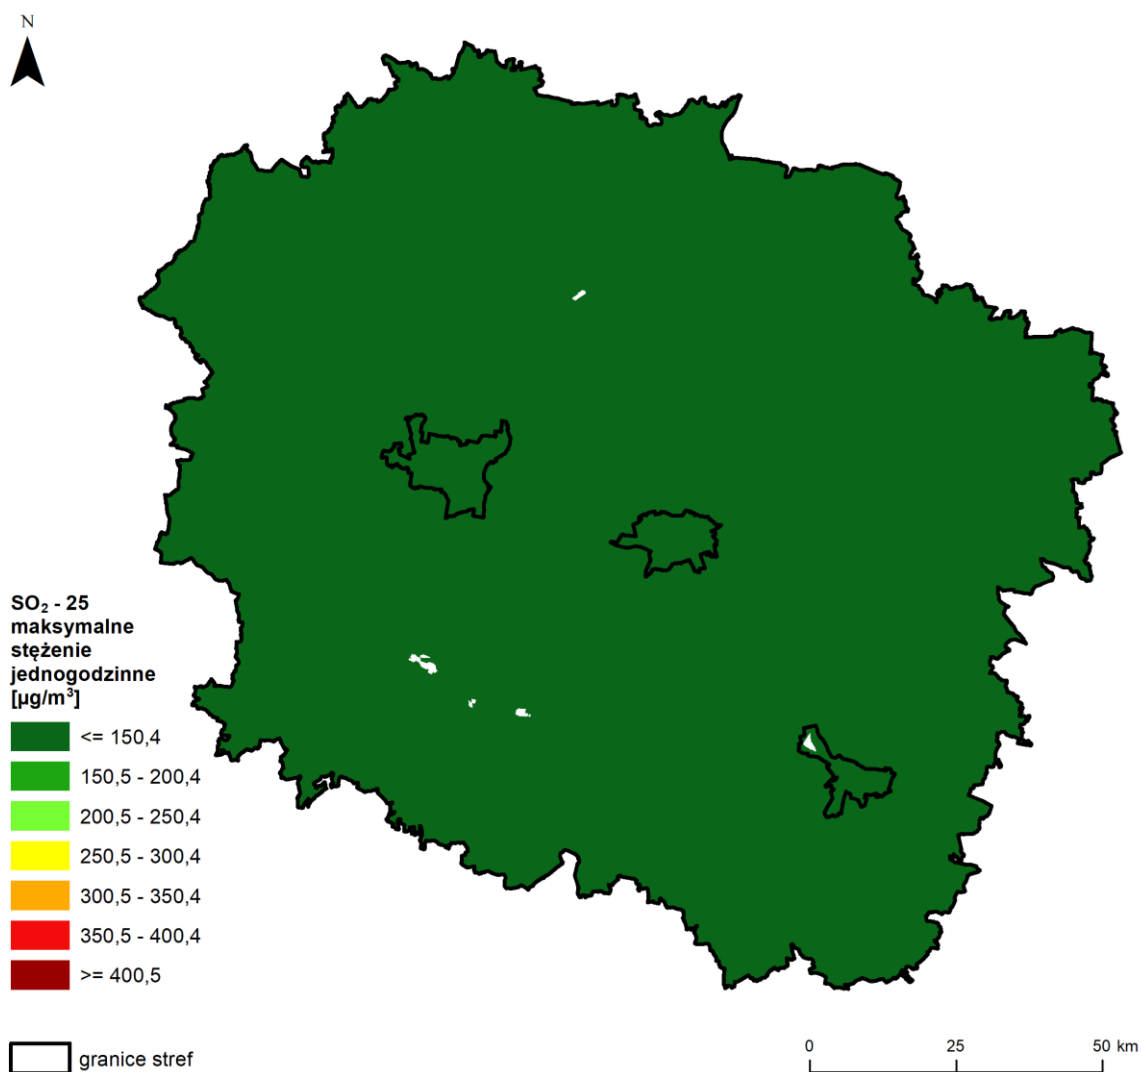 N
SO₂ - 25
maksymalne
stężenie
jednogodzinne
[µg/m³]
<= 150,4
150,5 - 200,4
200,5 - 250,4
250,5 - 300,4
300,5 - 350,4
350,5 - 400,4
>= 400,5
granice stref
0 25 50 km